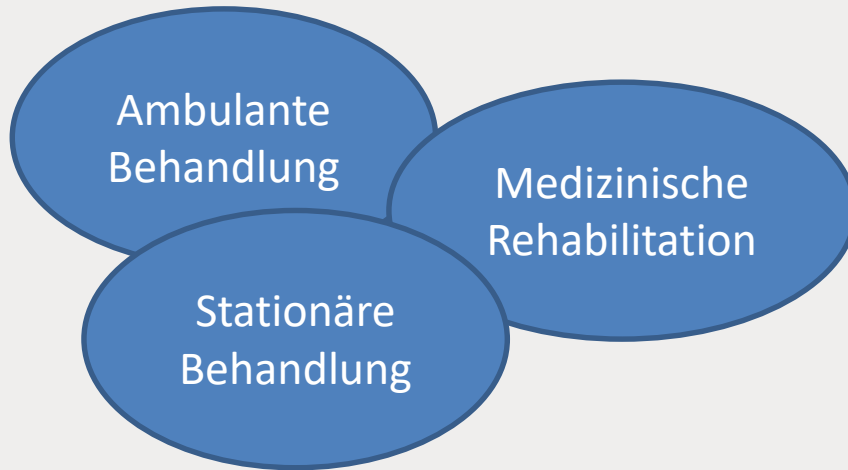 Ambulante
Behandlung
Medizinische
Rehabilitation
Stationäre
Behandlung